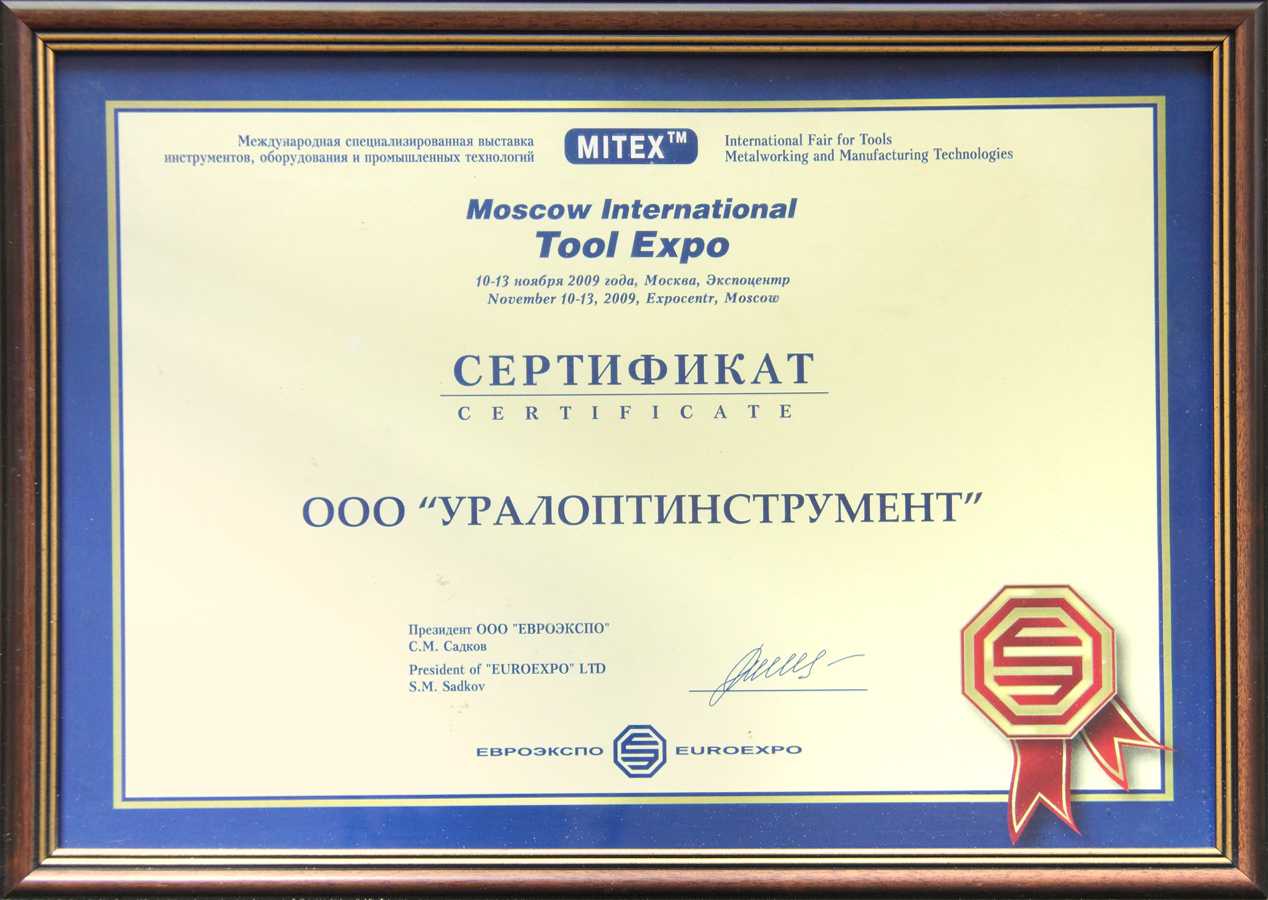 Международная специализированная выставка
инструментов, оборудования и промышленных технологий
MITEX™
International Fair for Tools
Metalworking and Manufacturing Technologies
Moscow International
Tool Expo
10-13 ноября 2009 года, Москва, Экспоцентр
November 10-13, 2009, Expocentr, Moscow
СЕРТИФИКАТ
CERTIFICATE
ООО “УРАЛОПТИНСТРУМЕНТ”
Президент ООО "ЕВРОЭКСПО"
С.М. Садков
President of "EUROEXPO" LTD
S.M. Sadkov
ЕВРОЭКСПО EUROEXPO